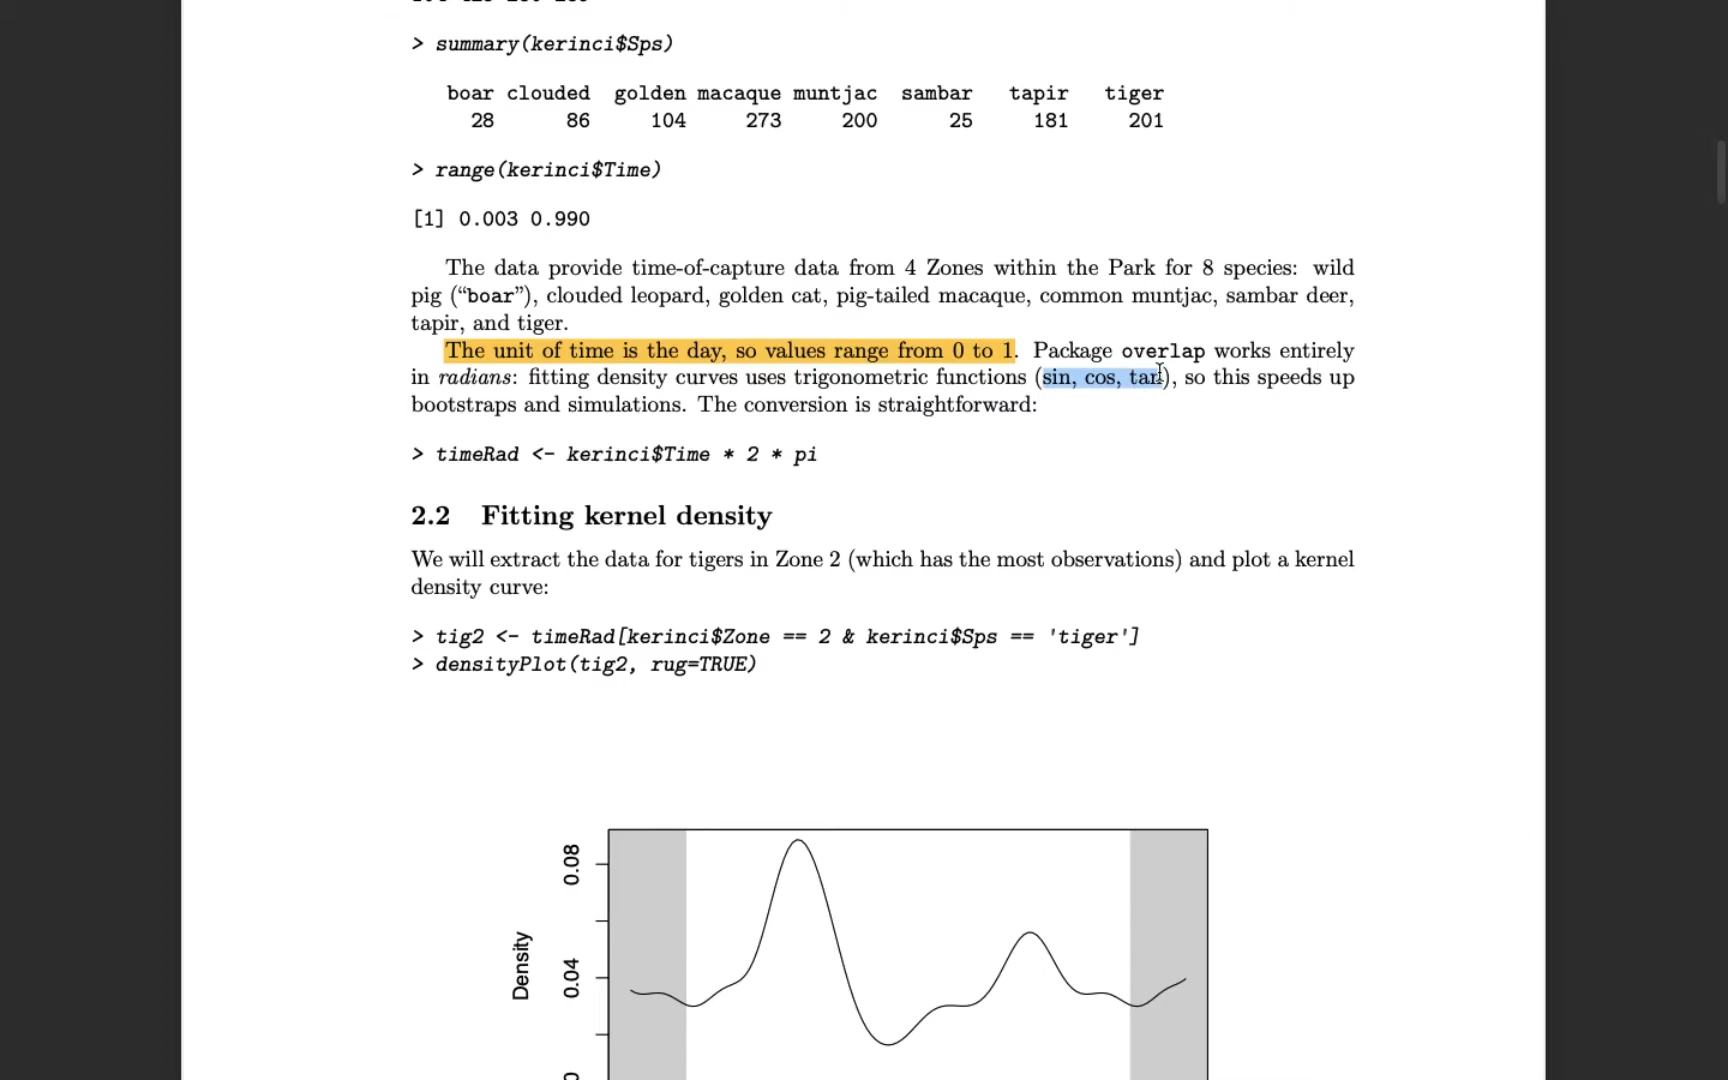 > summary(kerinci$Sps)
boar clouded golden macaque muntjac sambar tapir tiger
28 86 104 273 200 25 181 201
> range(kerinci$Time)
[1] 0.003 0.990
The data provide time-of-capture data from 4 Zones within the Park for 8 species: wild
pig (“boar”), clouded leopard, golden cat, pig-tailed macaque, common muntjac, sambar deer,
tapir, and tiger.
The unit of time is the day, so values range from 0 to 1. Package overlap works entirely
in radians: fitting density curves uses trigonometric functions (sin, cos, tan), so this speeds up
bootstraps and simulations. The conversion is straightforward:
> timeRad <- kerinci$Time * 2 * pi
2.2 Fitting kernel density
We will extract the data for tigers in Zone 2 (which has the most observations) and plot a kernel
density curve:
> tig2 <- timeRad[kerinci$Zone == 2 & kerinci$Sps == 'tiger']
> densityPlot(tig2, rug=TRUE)
0.08
Density
0.04